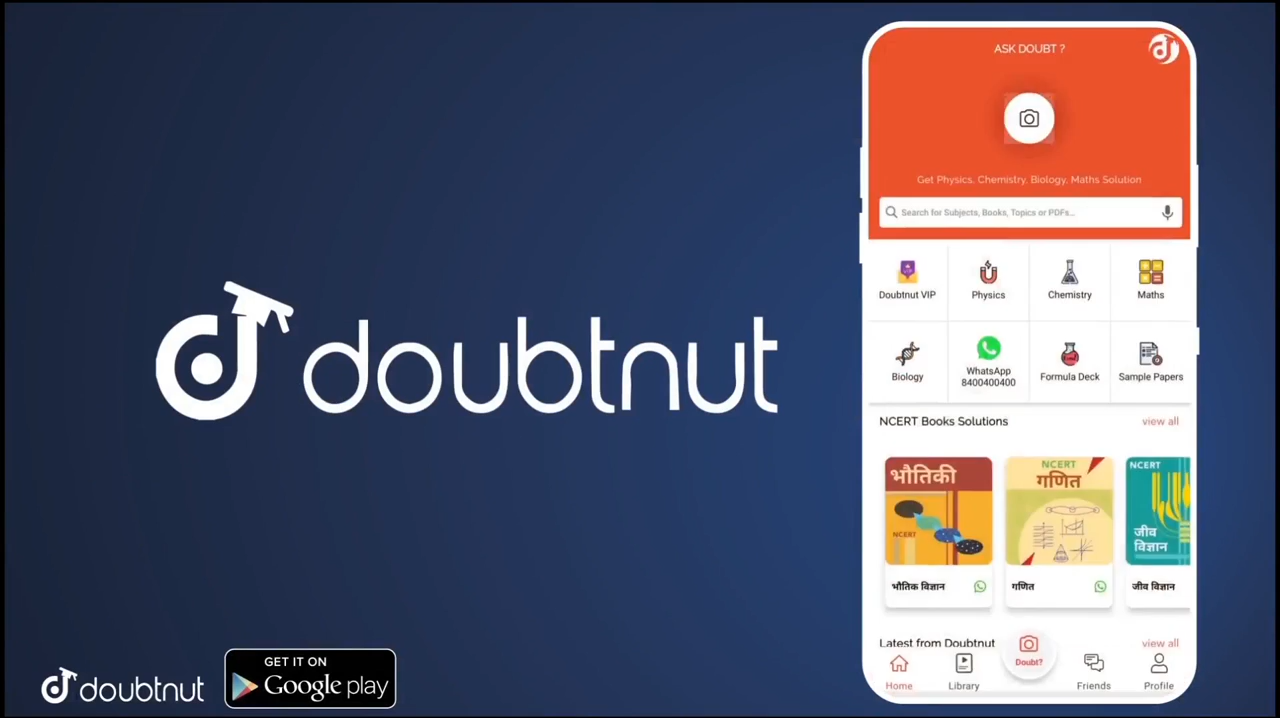 doubtnut
ASK DOUBT ?
Get Physics, Chemistry, Biology, Maths Solution
Search for Subjects, Books, Topics or PDFs...
Doubtnut VIP
Physics
Chemistry
Maths
Biology
WhatsApp
8400400400
Formula Deck
Sample Papers
NCERT Books Solutions
view all
भौतिकी
NCERT
भौतिक विज्ञान
NCERT
गणित
गणित
NCERT
जीव
विज्ञान
जीव विज्ञान
Latest from Doubtnut
view all
Home
Library
Doubt?
Friends
Profile
doubtnut
GET IT ON
Google play